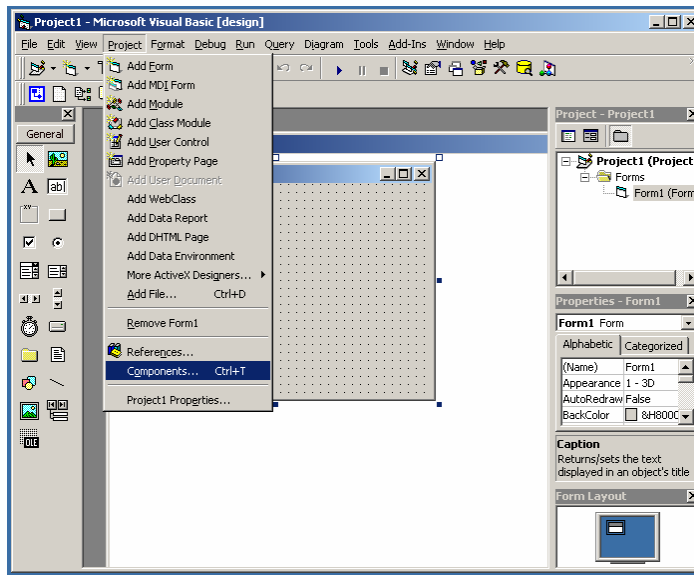 Project1 - Microsoft Visual Basic [design]
File Edit View Project Format Debug Run Query Diagram Tools Add-Ins Window Help
Add Form
Add MDI Form
Add Module
Add Class Module
Add User Control
Add Property Page
Add User Document
Add WebClass
Add Data Report
Add DHTML Page
Add Data Environment
More ActiveX Designers...
Add File... Ctrl+D
Remove Form1
References...
Components... Ctrl+T
Project1 Properties...
General
A ab
xv
OLE
Project - Project1
Project1 (Project
Forms
Form1 (Form
Properties - Form1
Form1 Form
Alphabetic Categorized
(Name) Form1
Appearance 1 - 3D
AutoRedraw False
BackColor &H8000
Caption
Returns/sets the text
displayed in an object's title
Form Layout